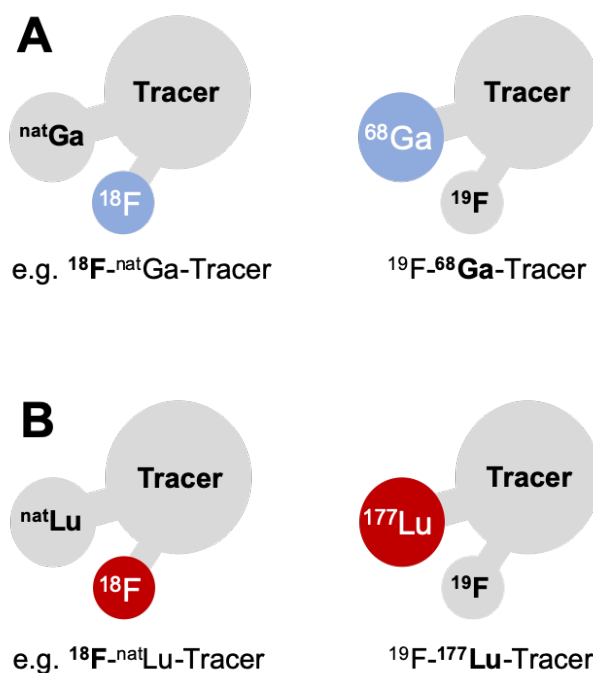 A
Tracer
natGa
18F
e.g. 18F-natGa-Tracer
Tracer
68Ga
19F
19F-68Ga-Tracer
B
Tracer
natLu
18F
e.g. 18F-natLu-Tracer
Tracer
177Lu
19F
19F-177Lu-Tracer